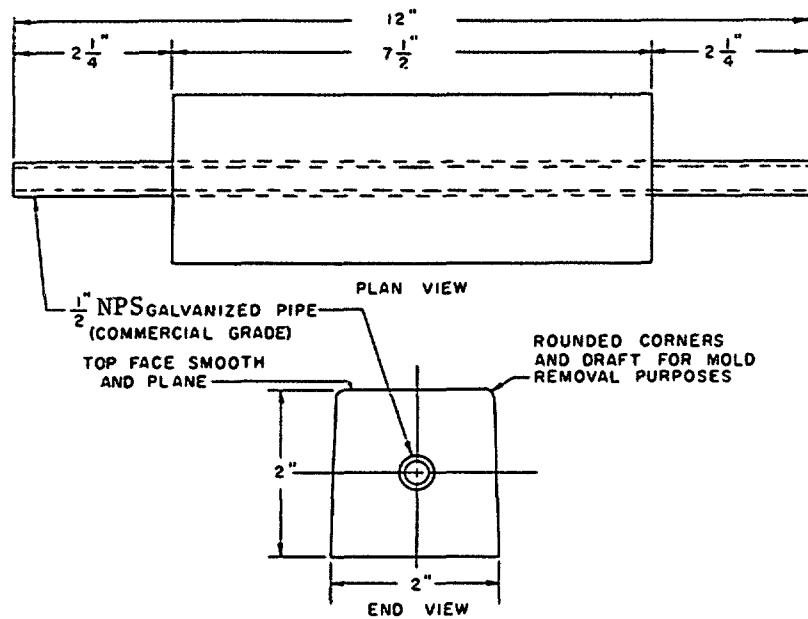 12"
2 1/4" 7 1/2" 2 1/4"
PLAN VIEW
1/2" NPS GALVANIZED PIPE
(COMMERCIAL GRADE)
TOP FACE SMOOTH
AND PLANE
ROUNDED CORNERS
AND DRAFT FOR MOLD
REMOVAL PURPOSES
2"
2"
END VIEW